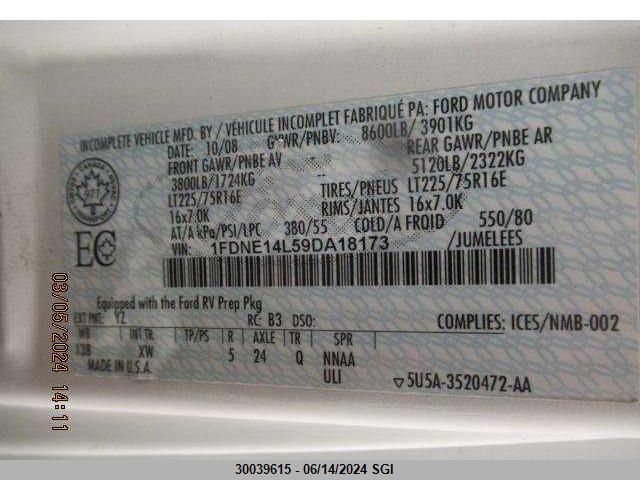 INCOMPLETE VEHICLE MFD. BY / VÉHICULE INCOMPLET FABRIQUÉ PA: FORD MOTOR COMPANY
DATE: 10/08 GVWR/PNBV: 8600LB/ 3901KG
FRONT GAWR/PNBE AV REAR GAWR/PNBE AR
3800LB/1724KG 5120LB/2322KG
LT225/75R16E TIRES/PNEUS LT225/75R16E
16x7.0K RIMS/JANTES 16x7.0K
AT/A kPa/PSI/LPC 380/55 COLD/A FROID 550/80
VIN: 1FDNE14L59DA18173 /JUMELEES
EC
Equipped with the Ford RV Prep Pkg
EXT PNT: YZ RC: B3 DSO: COMPLIES: ICES/NMB-002
WB INT TR TP/PS R AXLE TR SPR
138 XW 5 24 Q NNAA
MADE IN U.S.A. ULI 5U5A-3520472-AA
03/05/2024 14:11
30039615 - 06/14/2024 SGI